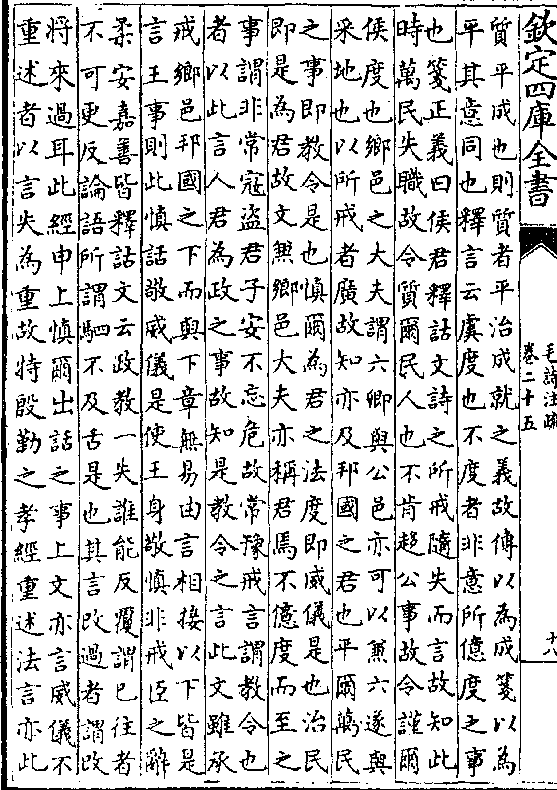 欽定四庫全書
毛詩注疏
卷二十五
十八
質平成也則質者平治成就之義故傳以為成箋以為
平其意同也釋言云虞度也不度者非意所億度之事
也箋正義曰侯君釋詁文詩之所戒隨失而言故知此
時萬民失職故令質爾民人也不肯趨公事故令謹爾
侯度也鄉邑之大夫謂六鄉與公邑亦可以兼六遂與
采地也以所戒者廣故知亦及邦國之君也平爾萬民
之事即教令是也慎爾為君之法度即威儀是也治民
即是為君故文無鄉邑大夫亦稱君焉不億度而至之
事謂非常寇盜君子安不忘危故常豫戒言謂教令也
者以此言人君為政之事故知是教令之言此文雖承
戒鄉邑邦國之下而與下章無易由言相接以下皆是
言王事則此慎話敬威儀是使王身敬慎非戒臣之辭
柔安嘉善皆釋詁文云政教一失誰能反覆謂已往者
不可更反論語所謂駟不及舌是也其言改過者謂改
將來過耳此經申上慎爾出話之事上文亦言威儀不
重述者以言失為重故特殷勤之孝經重述法言亦此